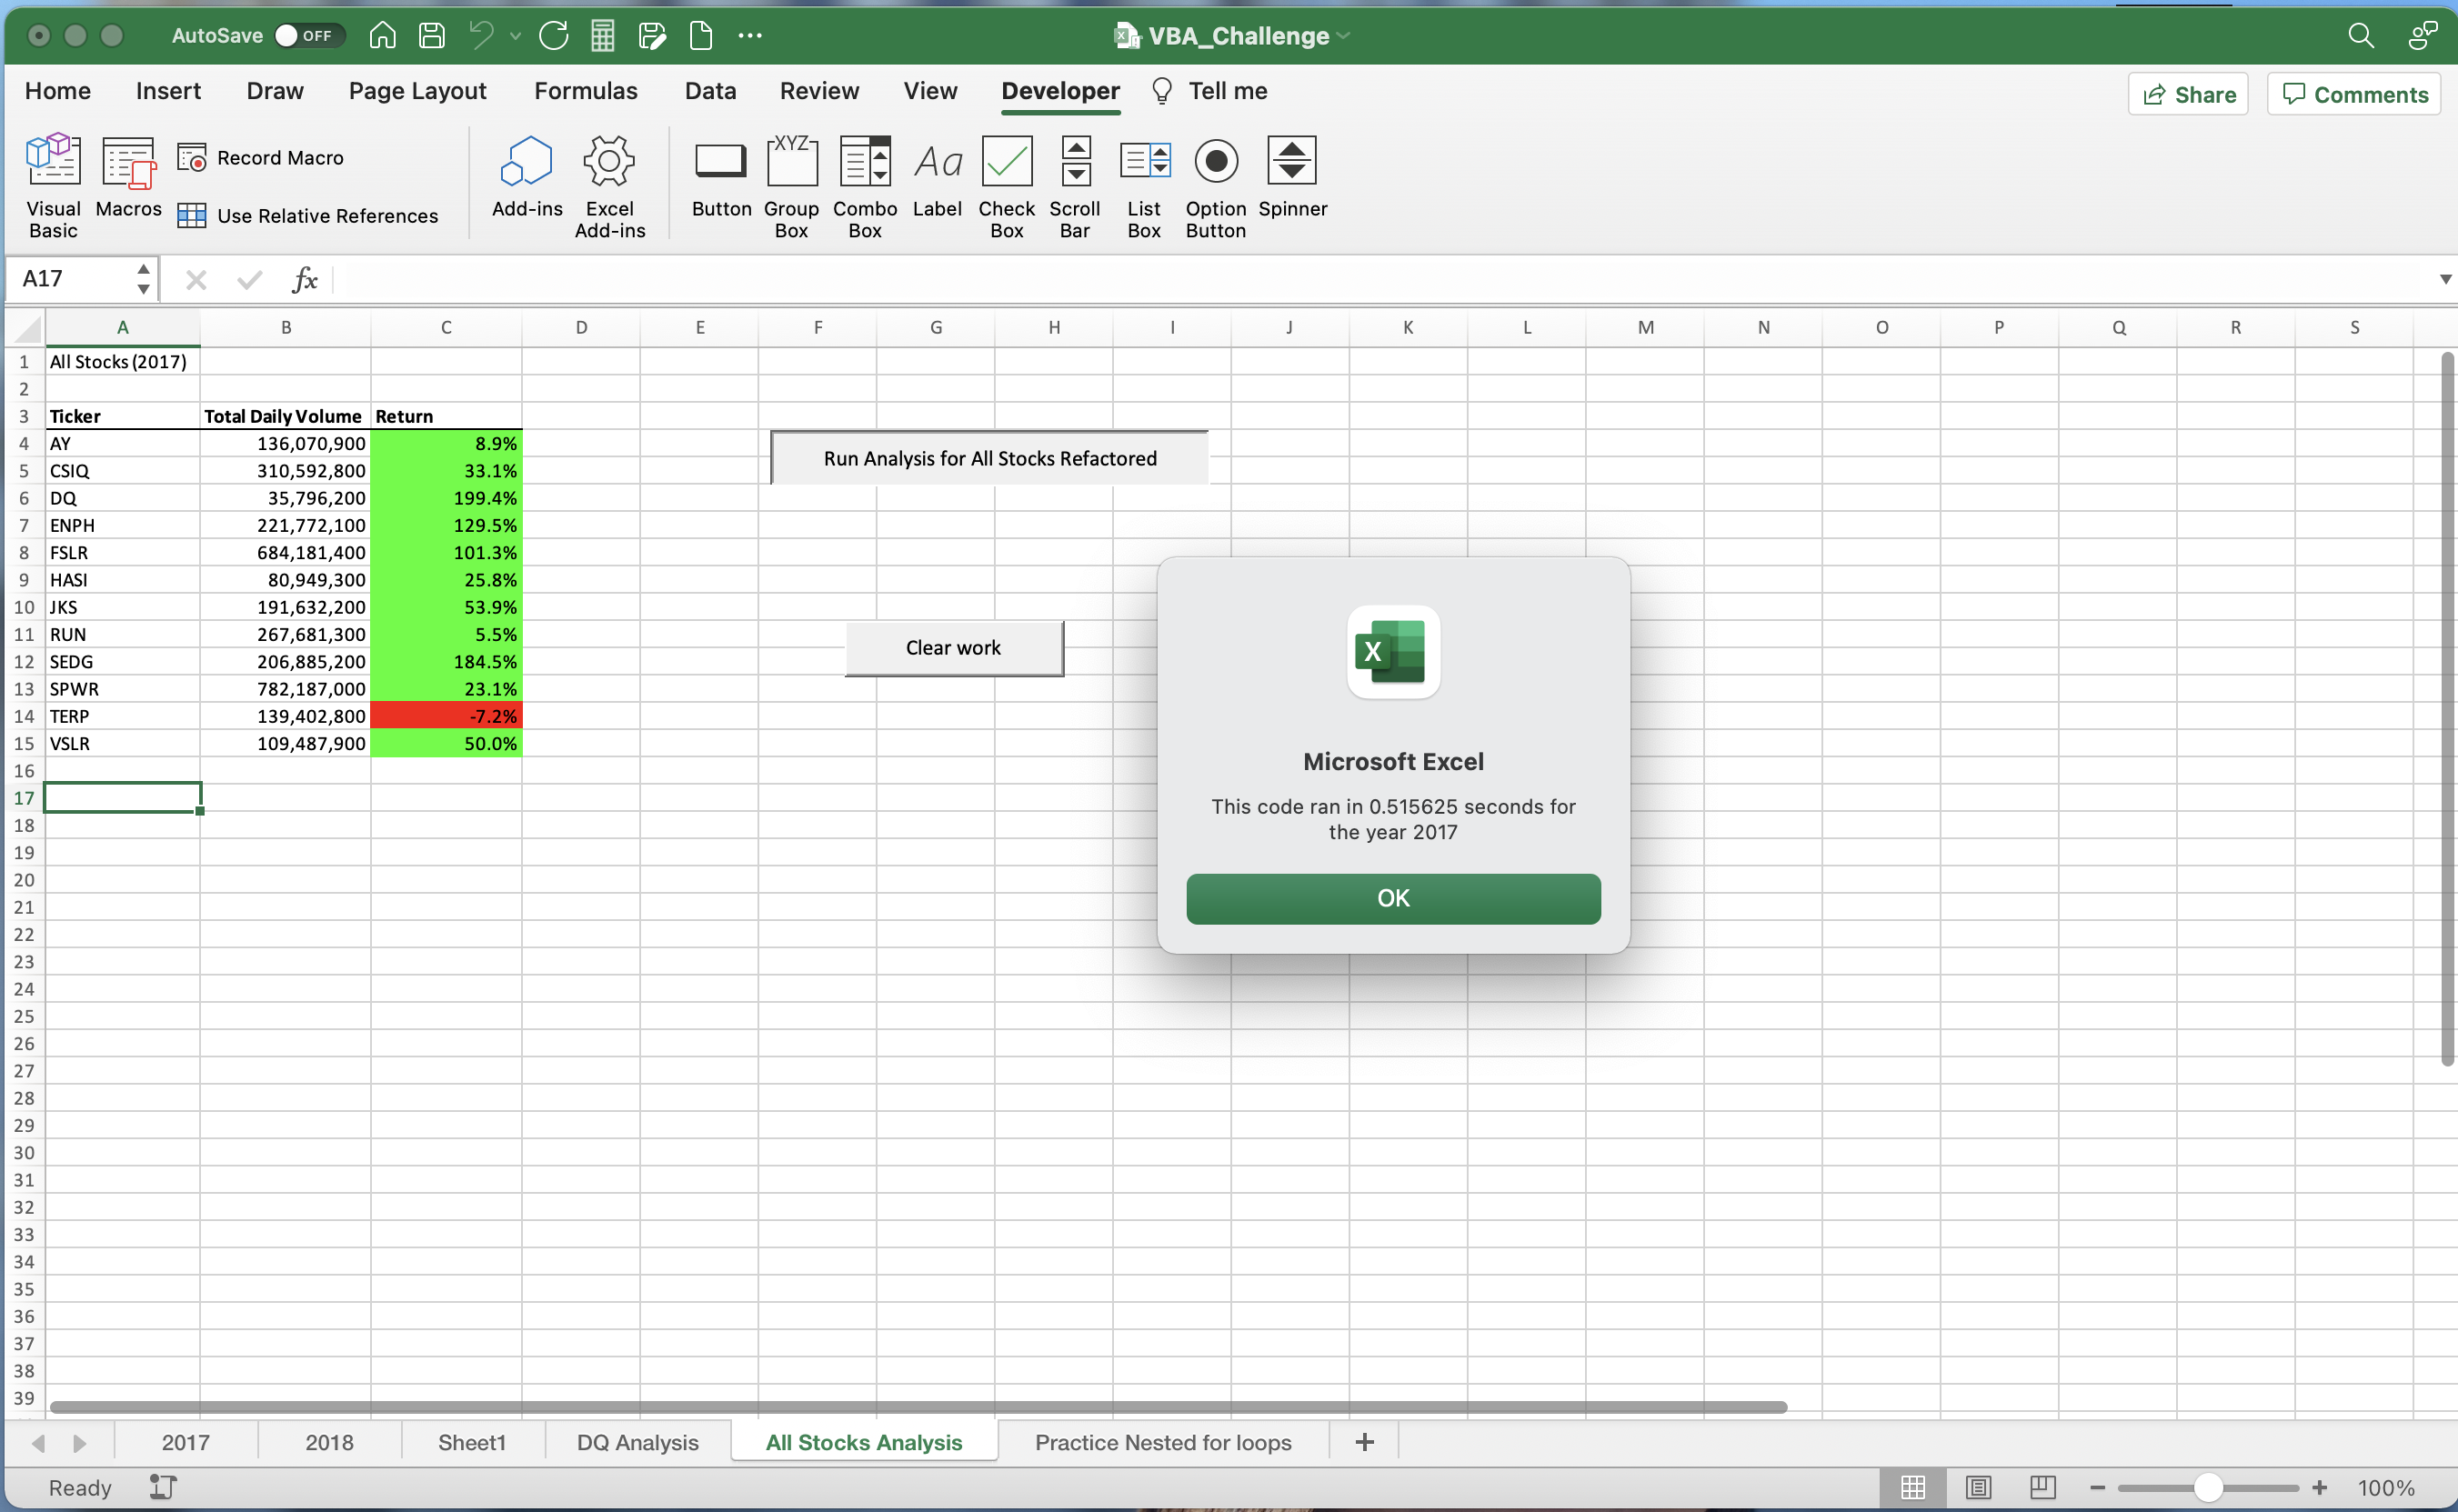 AutoSave OFF VBA_Challenge
Home Insert Draw Page Layout Formulas Data Review View Developer Tell me Share Comments
Visual Basic Macros Record Macro Use Relative References Add-ins Excel Add-ins Button XYZ Group Box Combo Box Aa Label Check Box Scroll Bar List Box Option Button Spinner
A17 fx
A B C D E F G H I J K L M N O P Q R S
1 All Stocks (2017)
2
3 Ticker Total Daily Volume Return
4 AY 136,070,900 8.9%
5 CSIQ 310,592,800 33.1%
6 DQ 35,796,200 199.4%
7 ENPH 221,772,100 129.5%
8 FSLR 684,181,400 101.3%
9 HASI 80,949,300 25.8%
10 JKS 191,632,200 53.9%
11 RUN 267,681,300 5.5%
12 SEDG 206,885,200 184.5%
13 SPWR 782,187,000 23.1%
14 TERP 139,402,800 -7.2%
15 VSLR 109,487,900 50.0%
16
17
18
19
20
21
22
23
24
25
26
27
28
29
30
31
32
33
34
35
36
37
38
39
Run Analysis for All Stocks Refactored
Clear work
X
Microsoft Excel
This code ran in 0.515625 seconds for
the year 2017
OK
2017 2018 Sheet1 DQ Analysis All Stocks Analysis Practice Nested for loops +
Ready 100%